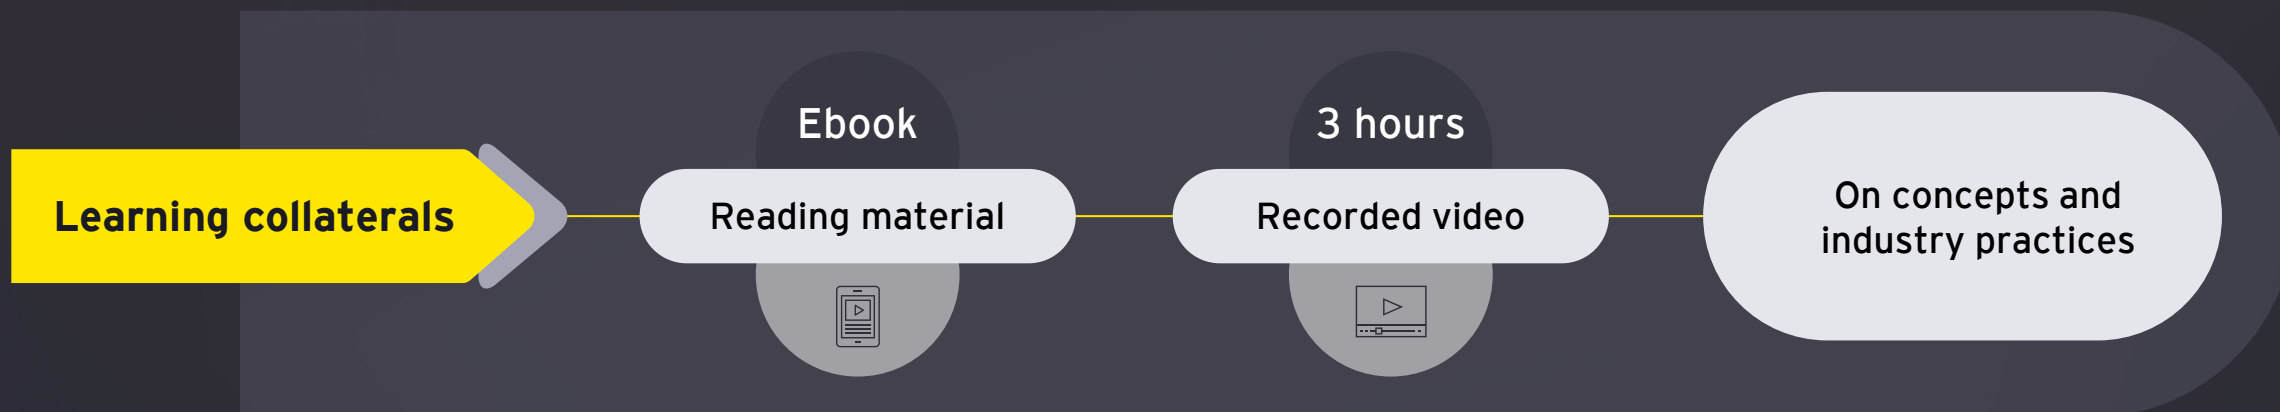 Learning collaterals
Ebook
Reading material
3 hours
Recorded video
On concepts and
industry practices